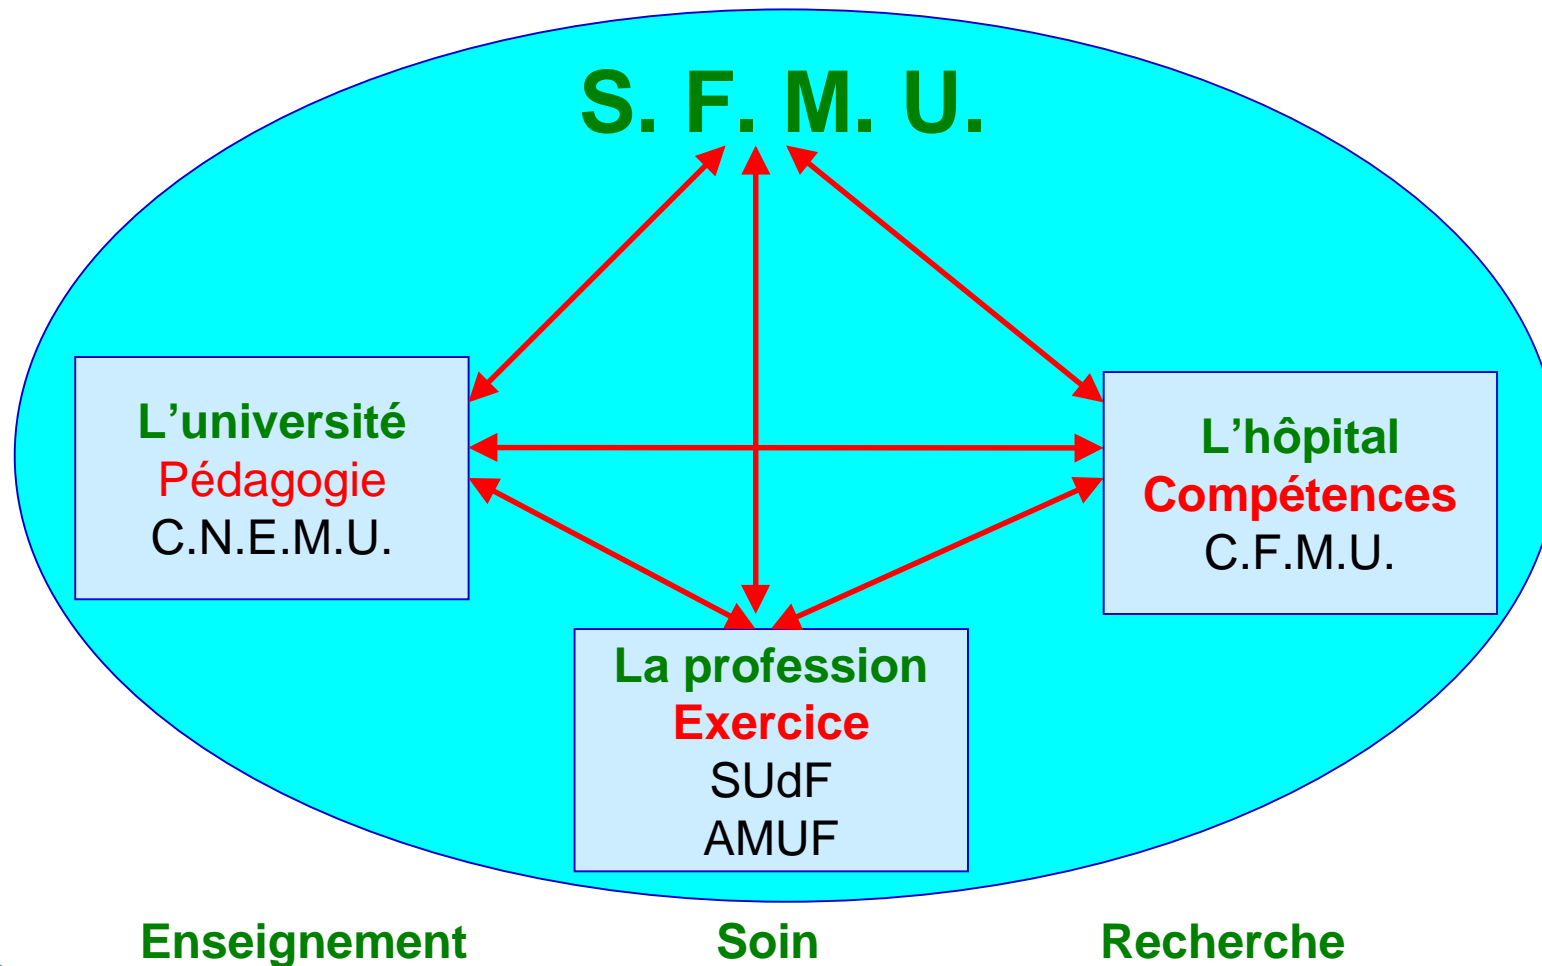 S. F. M. U.
L’université
Pédagogie
C.N.E.M.U.
L’hôpital
Compétences
C.F.M.U.
La profession
Exercice
SUdF
AMUF
Enseignement
Soin
Recherche